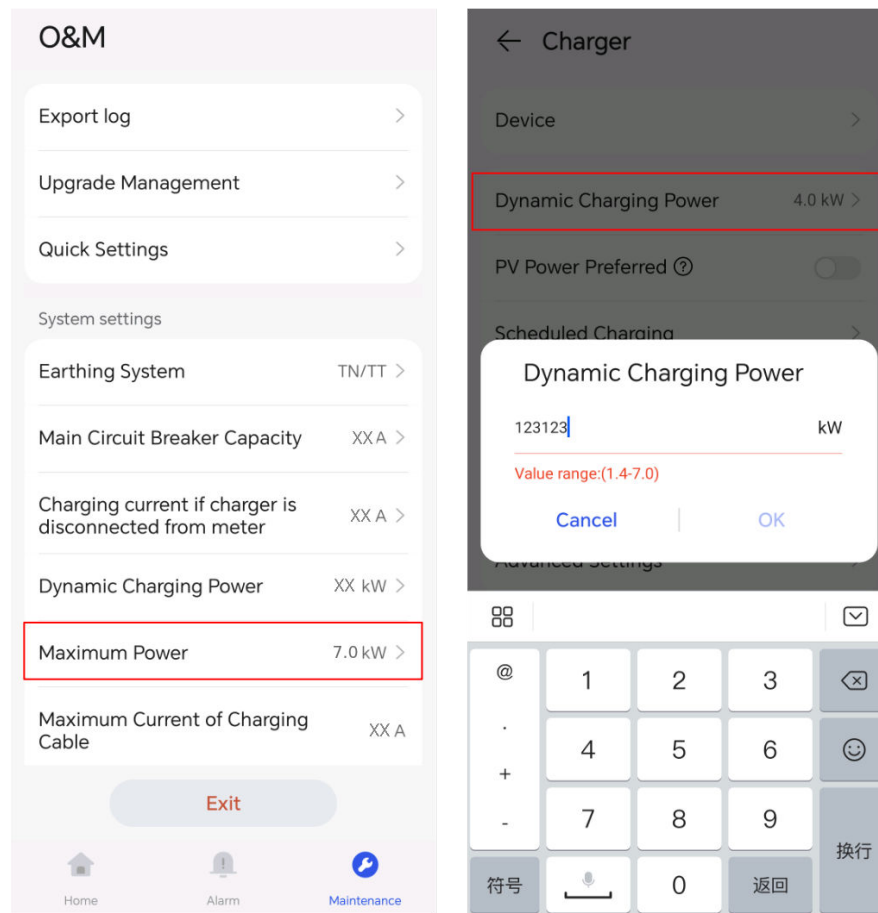 O&M
Export log
Upgrade Management
Quick Settings
System settings
Earthing System TN/TT
Main Circuit Breaker Capacity XX A
Charging current if charger is
disconnected from meter XX A
Dynamic Charging Power XX kW
Maximum Power 7.0 kW
Maximum Current of Charging
Cable XX A
Exit
Home Alarm Maintenance
Charger
Device
Dynamic Charging Power 4.0 kW
PV Power Preferred ?
Scheduled Charging
Dynamic Charging Power
123123 kW
Value range:(1.4-7.0)
Cancel OK
Advanced Settings
@ 1 2 3
. 4 5 6
+
- 7 8 9
换行
符号 0 返回